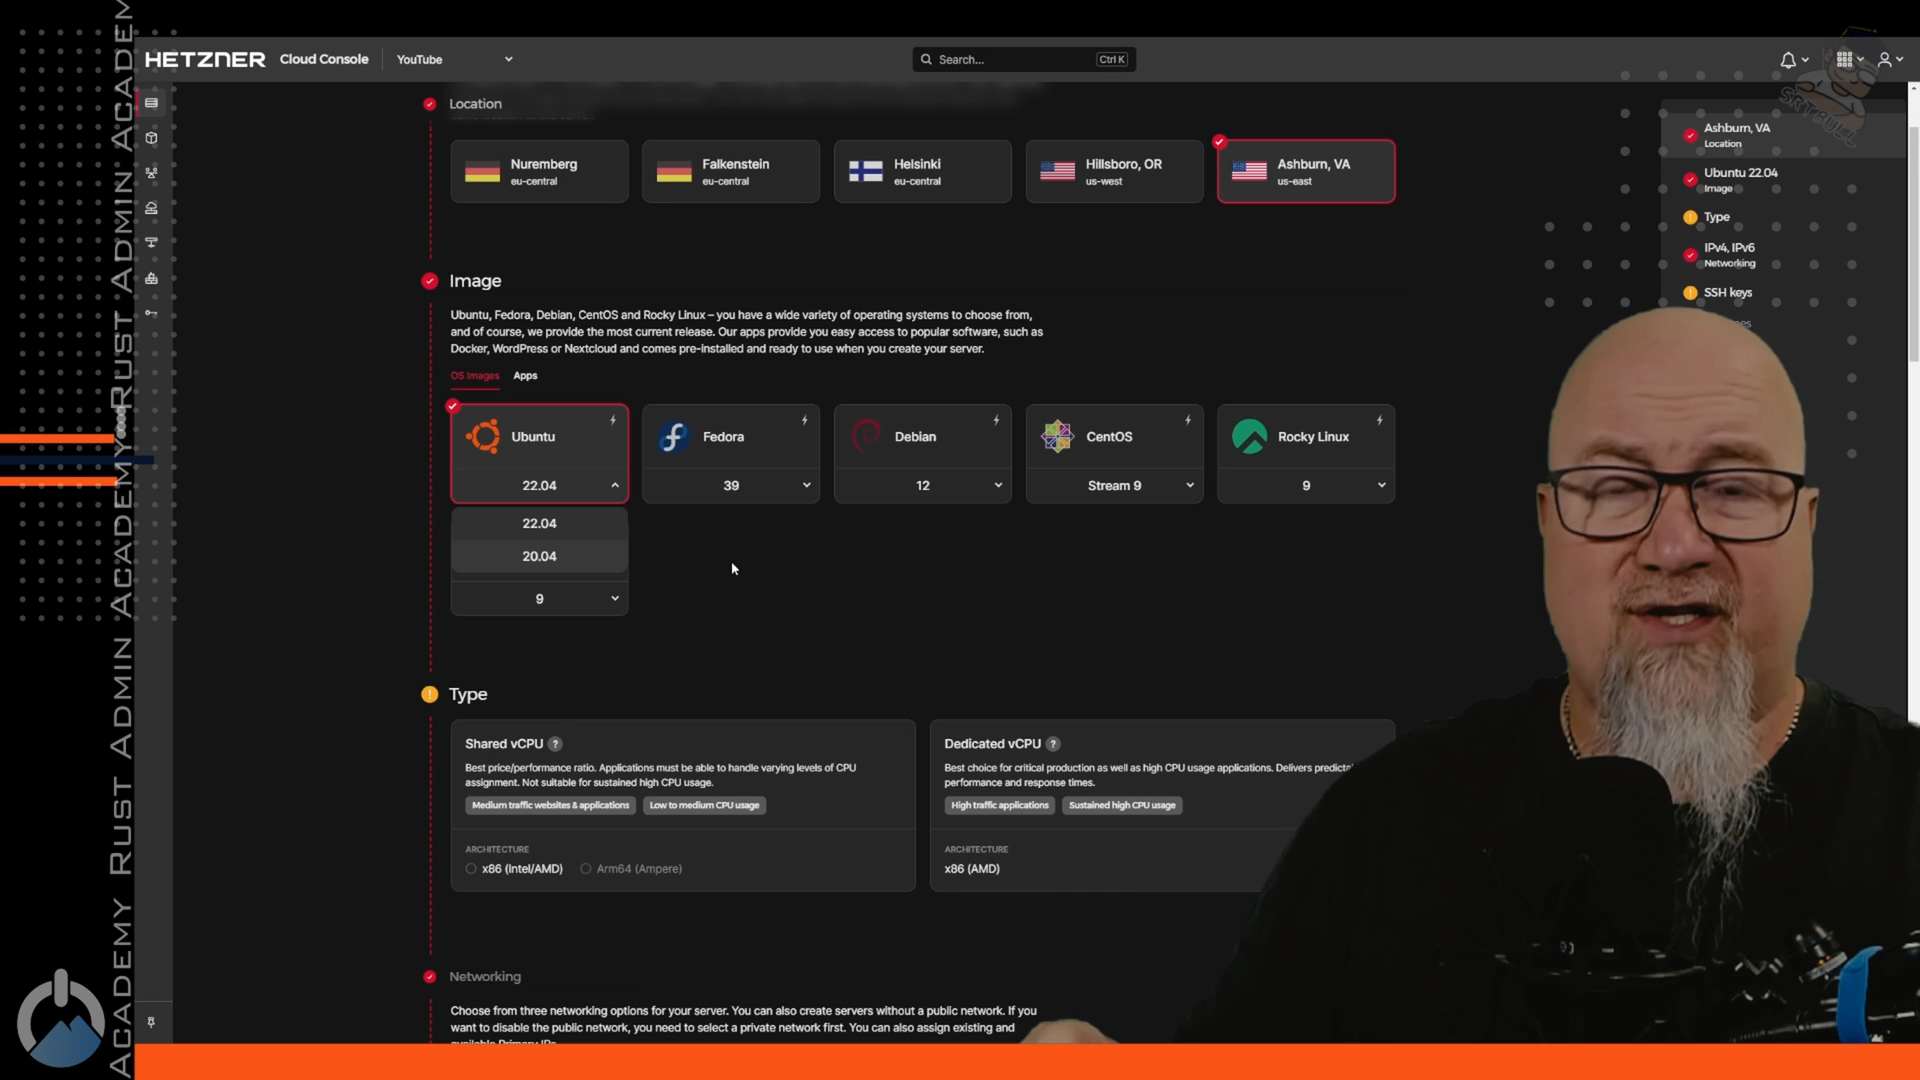 HETZNER Cloud Console YouTube Search... Ctrl K
Location
Nuremberg
eu-central
Falkenstein
eu-central
Helsinki
eu-central
Hillsboro, OR
us-west
Ashburn, VA
us-east
Image
Ubuntu, Fedora, Debian, CentOS and Rocky Linux – you have a wide variety of operating systems to choose from,
and of course, we provide the most current release. Our apps provide you easy access to popular software, such as
Docker, WordPress or Nextcloud and comes pre-installed and ready to use when you create your server.
OS Images Apps
Ubuntu
22.04
Fedora
39
Debian
12
CentOS
Stream 9
Rocky Linux
9
22.04
20.04
9
Type
Shared vCPU ?
Best price/performance ratio. Applications must be able to handle varying levels of CPU
assignment. Not suitable for sustained high CPU usage.
Medium traffic websites & applications Low to medium CPU usage
ARCHITECTURE
x86 (Intel/AMD) Arm64 (Ampere)
Dedicated vCPU ?
Best choice for critical production as well as high CPU usage applications. Delivers
performance and response times.
High traffic applications Sustained high CPU usage
ARCHITECTURE
x86 (AMD)
Networking
Choose from three networking options for your server. You can also create servers without a public network. If you
want to disable the public network, you need to select a private network first. You can also assign existing and
available Primary IPs.
Ashburn, VA
Location
Ubuntu 22.04
Image
Type
IPv4, IPv6
Networking
SSH keys
ACADEMY RUST ADMIN ACADEMY RUST ADMIN ACADEM
SRTBULL